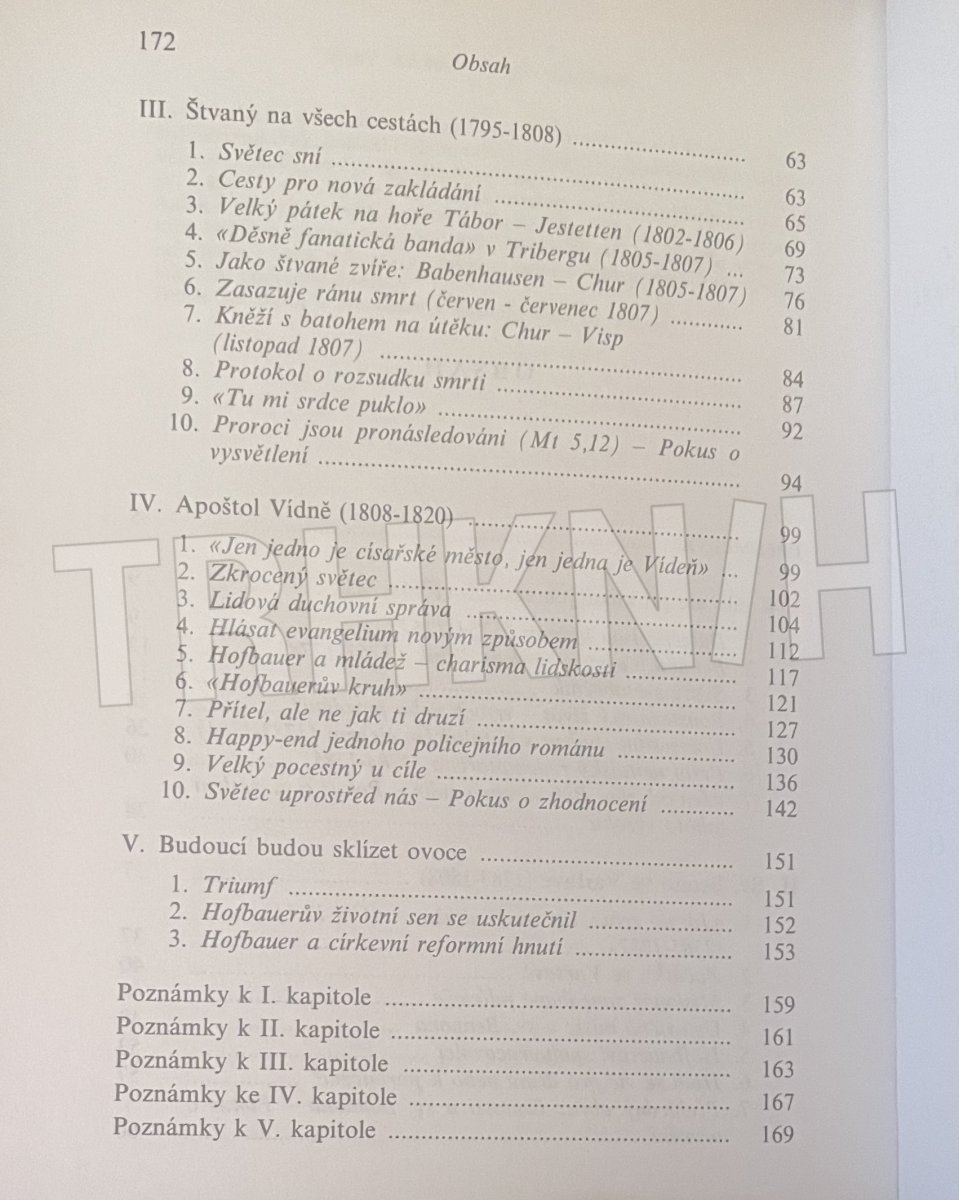 172
Obsah
III. Štvaný na všech cestách (1795-1808) ........................... 63
1. Světec sní ................................................................ 63
2. Cesty pro nová zakládání ....................................... 65
3. Velký pátek na hoře Tábor – Jestetten (1802-1806) 69
4. «Děsně fanatická banda» v Tribergu (1805-1807) ... 73
5. Jako štvané zvíře: Babenhausen – Chur (1805-1807) 76
6. Zasazuje ránu smrt (červen - červenec 1807) ............ 81
7. Kněží s batohem na útěku: Chur – Visp
(listopad 1807) ....................................................... 84
8. Protokol o rozsudku smrti ...................................... 87
9. «Tu mi srdce puklo» ............................................... 92
10. Proroci jsou pronásledováni (Mt 5,12) – Pokus o
vysvětlení ................................................................ 94
IV. Apoštol Vídně (1808-1820) ........................................... 99
1. «Jen jedno je císařské město, jen jedna je Vídeň» ... 99
2. Zkrocený světec ..................................................... 102
3. Lidová duchovní správa .......................................... 104
4. Hlásat evangelium novým způsobem ....................... 112
5. Hofbauer a mládež – charisma lidskosti ................. 117
6. «Hofbauerův kruh» ................................................. 121
7. Přítel, ale ne jak ti druzí ........................................ 127
8. Happy-end jednoho policejního románu .................. 130
9. Velký pocestný u cíle .............................................. 136
10. Světec uprostřed nás – Pokus o zhodnocení ............ 142
V. Budoucí budou sklízet ovoce ........................................ 151
1. Triumf .................................................................... 151
2. Hofbauerův životní sen se uskutečnil ...................... 152
3. Hofbauer a církevní reformní hnutí ........................ 153
Poznámky k I. kapitole ..................................................... 159
Poznámky k II. kapitole .................................................... 161
Poznámky k III. kapitole ................................................... 163
Poznámky ke IV. kapitole ................................................. 167
Poznámky k V. kapitole .................................................... 169
TRHKNIH